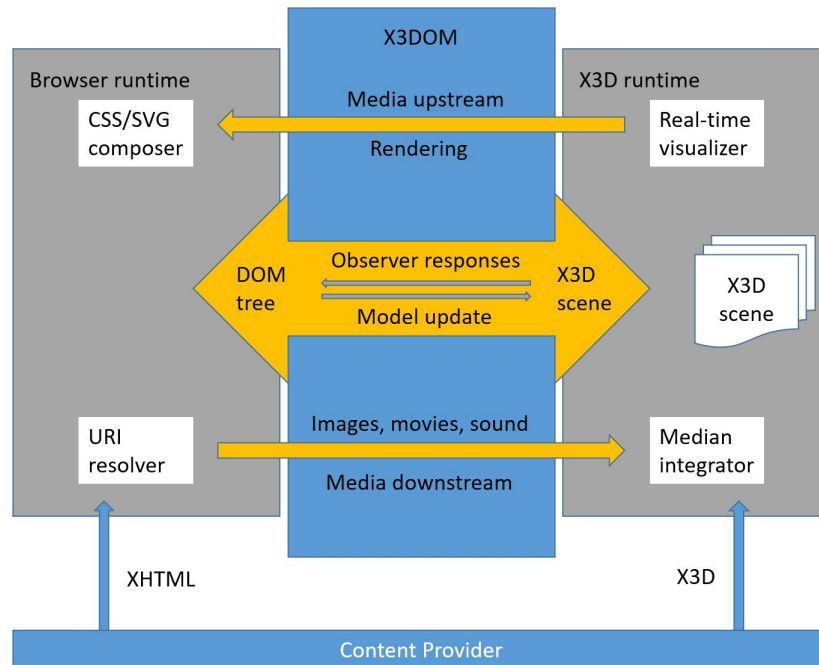 X3DOM
Browser runtime
X3D runtime
Media upstream
CSS/SVG
composer
Real-time
visualizer
Rendering
Observer responses
DOM
tree
X3D
scene
X3D
scene
Model update
Images, movies, sound
URI
resolver
Median
integrator
Media downstream
XHTML
X3D
Content Provider